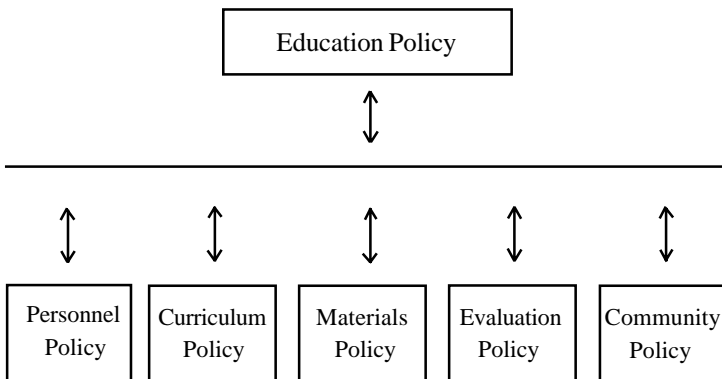 Education Policy
Personnel
Policy
Curriculum
Policy
Materials
Policy
Evaluation
Policy
Community
Policy